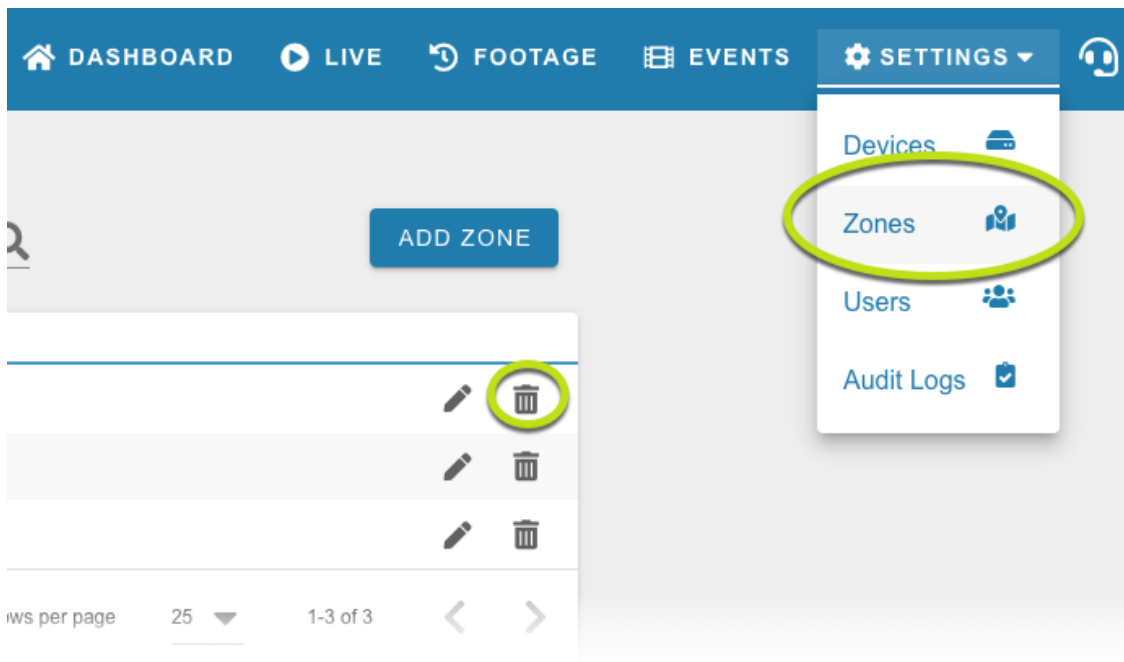 DASHBOARD LIVE FOOTAGE EVENTS SETTINGS
Devices
Zones
ADD ZONE
Users
Audit Logs
per page 25 1-3 of 3